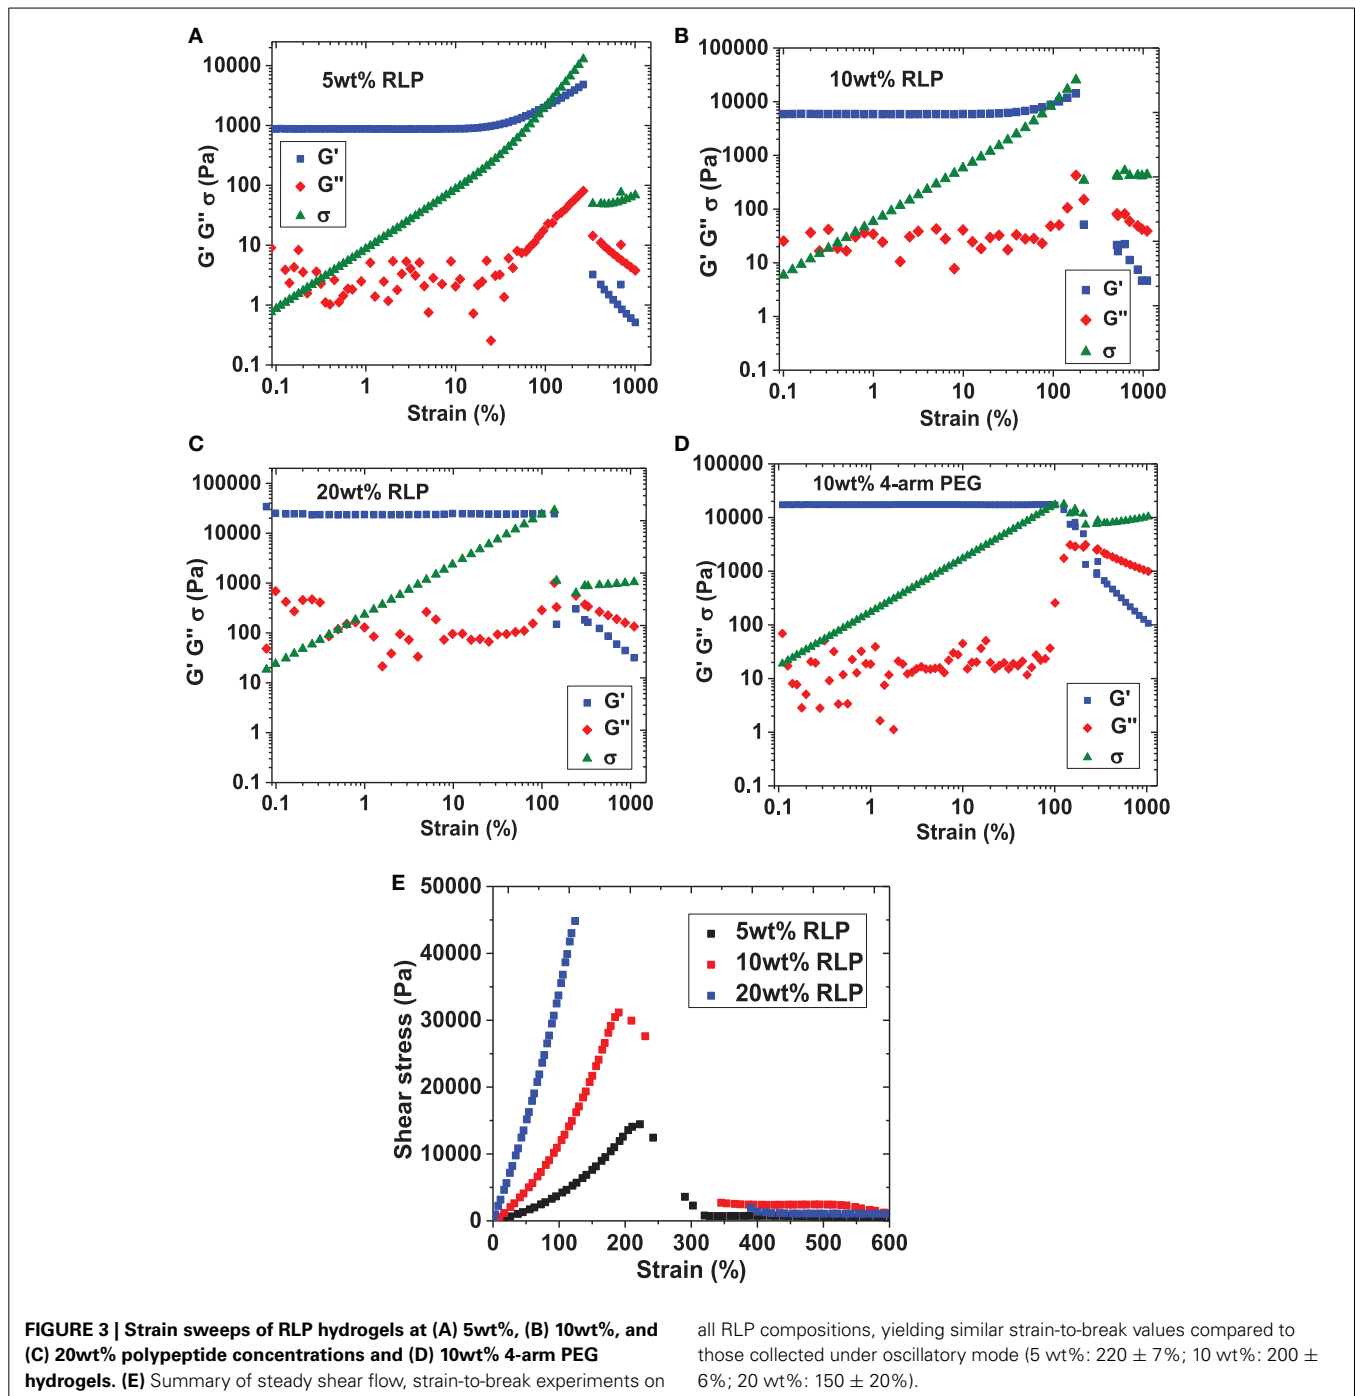 A
5wt% RLP
G' G" σ (Pa)
10000
1000
100
10
1
0.1
G'
G"
σ
0.1 1 10 100 1000
Strain (%)
B
10wt% RLP
G' G" σ (Pa)
100000
10000
1000
100
10
1
0.1
G'
G"
σ
0.1 1 10 100 1000
Strain (%)
C
20wt% RLP
G' G" σ (Pa)
100000
10000
1000
100
10
1
0.1
G'
G"
σ
0.1 1 10 100 1000
Strain (%)
D
10wt% 4-arm PEG
G' G" σ (Pa)
100000
10000
1000
100
10
1
0.1
G'
G"
σ
0.1 1 10 100 1000
Strain (%)
E
Shear stress (Pa)
50000
40000
30000
20000
10000
0
5wt% RLP
10wt% RLP
20wt% RLP
0 100 200 300 400 500 600
Strain (%)
FIGURE 3 | Strain sweeps of RLP hydrogels at (A) 5wt%, (B) 10wt%, and
(C) 20wt% polypeptide concentrations and (D) 10wt% 4-arm PEG
hydrogels. (E) Summary of steady shear flow, strain-to-break experiments on
all RLP compositions, yielding similar strain-to-break values compared to
those collected under oscillatory mode (5 wt%: 220 ± 7%; 10 wt%: 200 ±
6%; 20 wt%: 150 ± 20%).